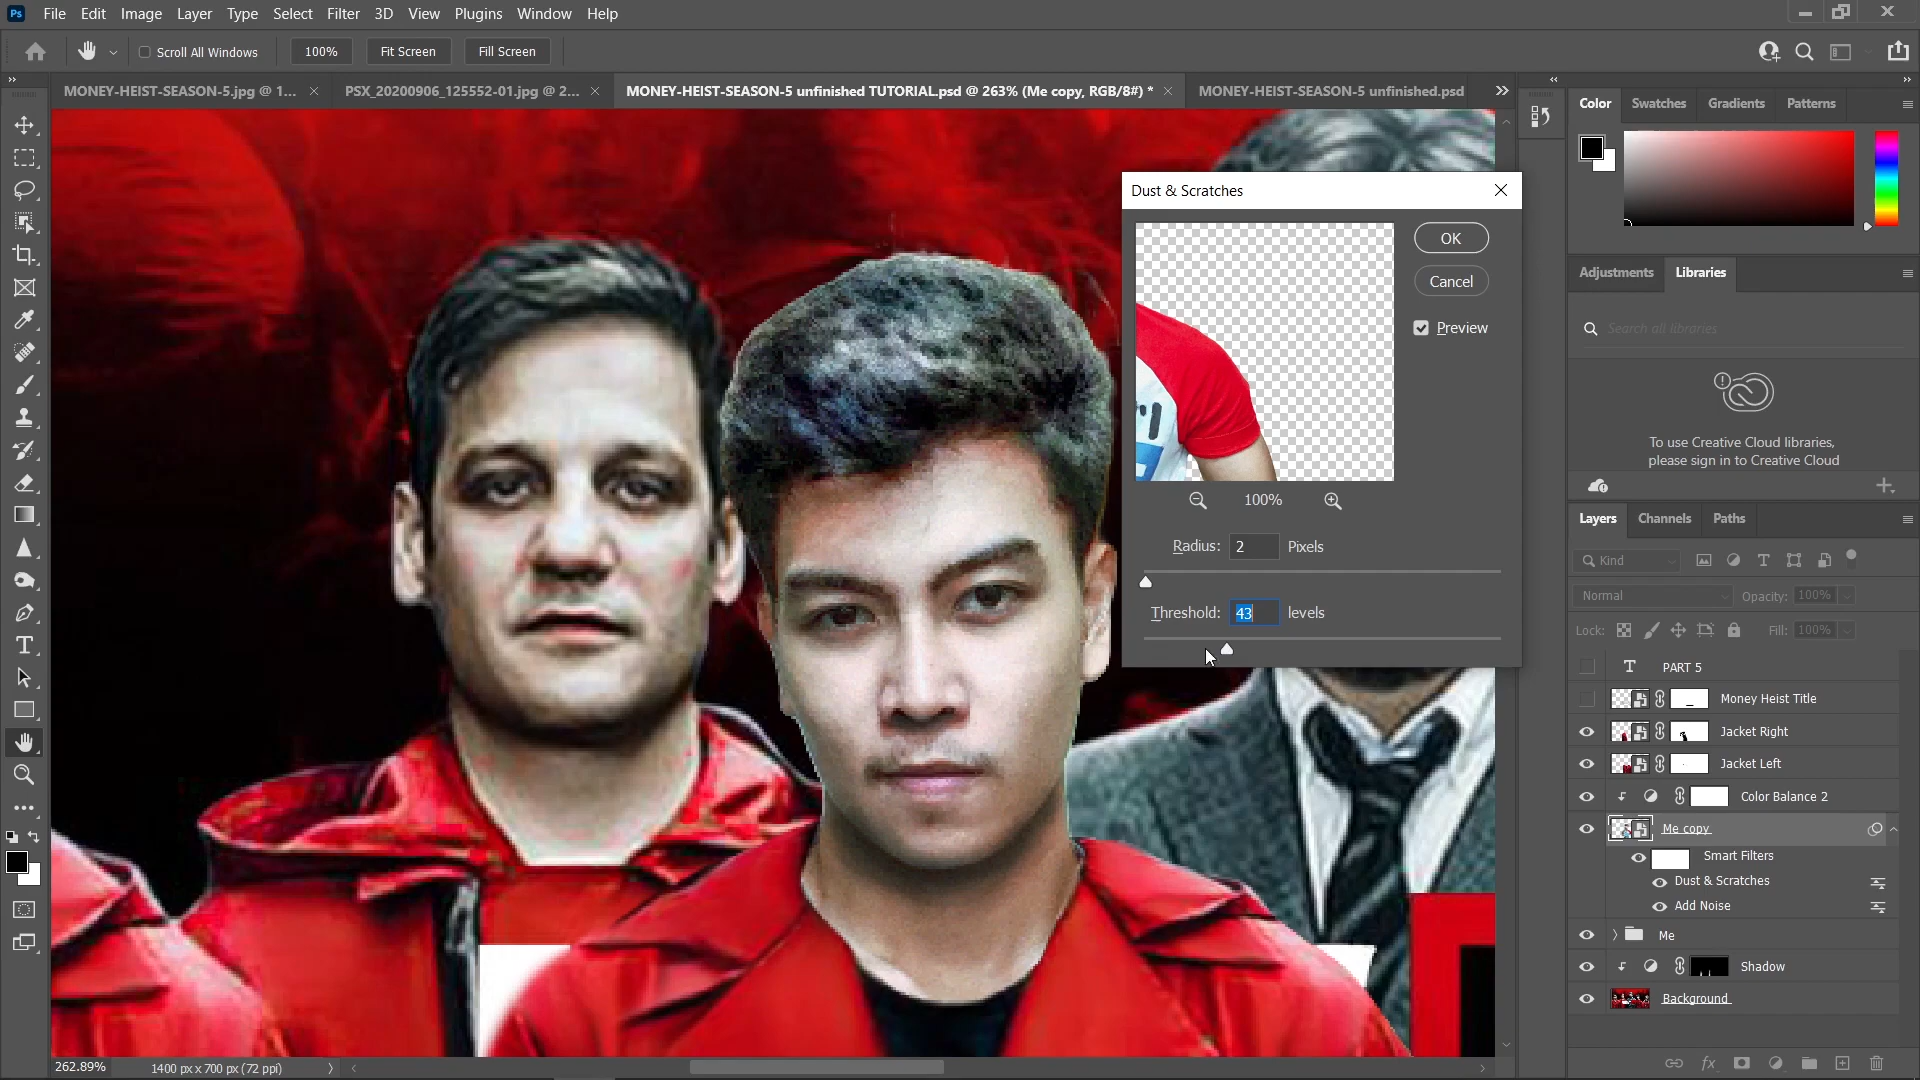 Ps File Edit Image Layer Type Select Filter 3D View Plugins Window Help
Scroll All Windows 100% Fit Screen Fill Screen
MONEY-HEIST-SEASON-5.jpg @ 1... PSX_20200906_125552-01.jpg @ 2... MONEY-HEIST-SEASON-5 unfinished TUTORIAL.psd @ 263% (Me copy, RGB/8#) * MONEY-HEIST-SEASON-5 unfinished.psd
Color Swatches Gradients Patterns
Dust & Scratches
OK
Cancel
Preview
100%
Radius: 2 Pixels
Threshold: 43 levels
Adjustments Libraries
Search all libraries
To use Creative Cloud libraries,
please sign in to Creative Cloud
Layers Channels Paths
Kind
Normal Opacity: 100%
Lock: Fill: 100%
PART 5
Money Heist Title
Jacket Right
Jacket Left
Color Balance 2
Me copy
Smart Filters
Dust & Scratches
Add Noise
Me
Shadow
Background
262.89% 1400 px x 700 px (72 ppi)